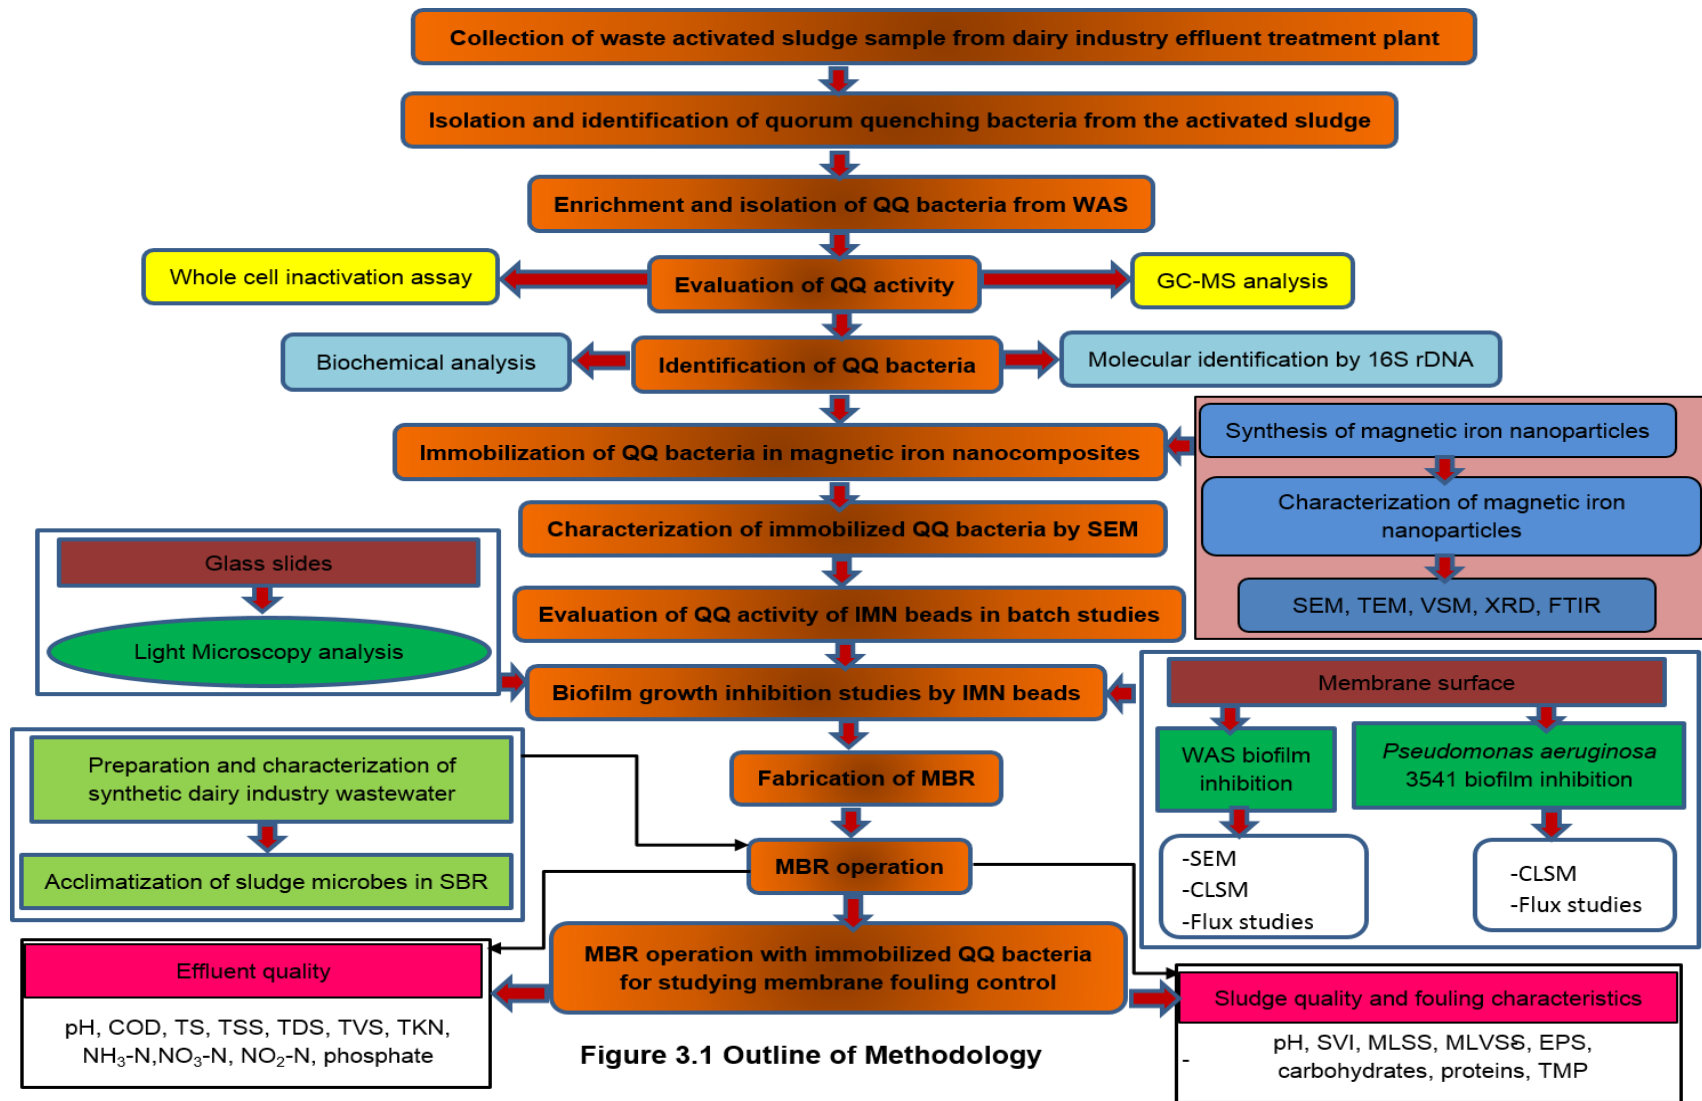 Collection of waste activated sludge sample from dairy industry effluent treatment plant
Isolation and identification of quorum quenching bacteria from the activated sludge
Enrichment and isolation of QQ bacteria from WAS
Whole cell inactivation assay
Evaluation of QQ activity
GC-MS analysis
Biochemical analysis
Identification of QQ bacteria
Molecular identification by 16S rDNA
Immobilization of QQ bacteria in magnetic iron nanocomposites
Synthesis of magnetic iron nanoparticles
Characterization of magnetic iron
nanoparticles
SEM, TEM, VSM, XRD, FTIR
Characterization of immobilized QQ bacteria by SEM
Glass slides
Light Microscopy analysis
Evaluation of QQ activity of IMN beads in batch studies
Biofilm growth inhibition studies by IMN beads
Membrane surface
WAS biofilm
inhibition
Pseudomonas aeruginosa
3541 biofilm inhibition
-SEM
-CLSM
-Flux studies
-CLSM
-Flux studies
Preparation and characterization of
synthetic dairy industry wastewater
Acclimatization of sludge microbes in SBR
Fabrication of MBR
MBR operation
MBR operation with immobilized QQ bacteria
for studying membrane fouling control
Effluent quality
pH, COD, TS, TSS, TDS, TVS, TKN,
NH₃-N,NO₃-N, NO₂-N, phosphate
Sludge quality and fouling characteristics
-
pH, SVI, MLSS, MLVSS, EPS,
carbohydrates, proteins, TMP
Figure 3.1 Outline of Methodology